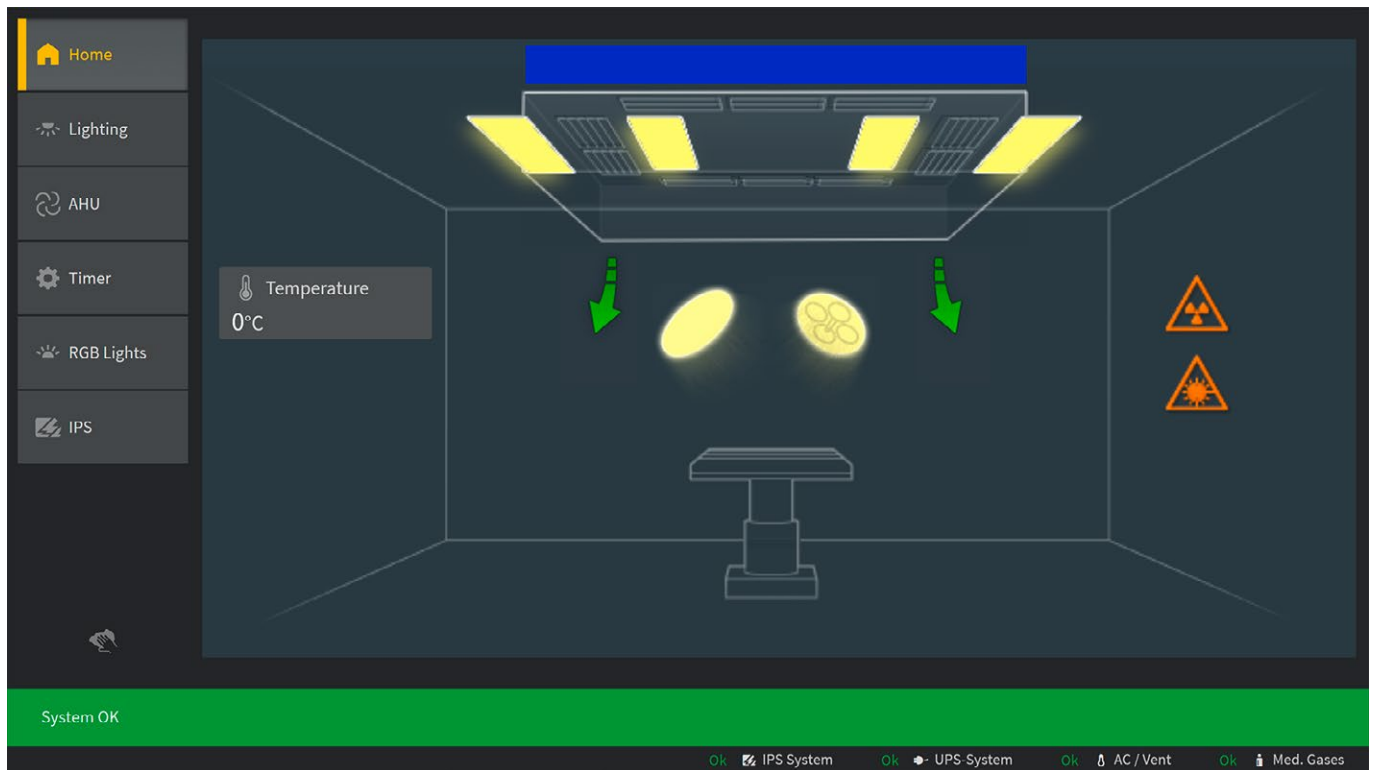 Home
Lighting
AHU
Timer
RGB Lights
IPS
Temperature
0°C
System OK
Ok IPS System Ok UPS-System Ok AC / Vent Ok Med. Gases